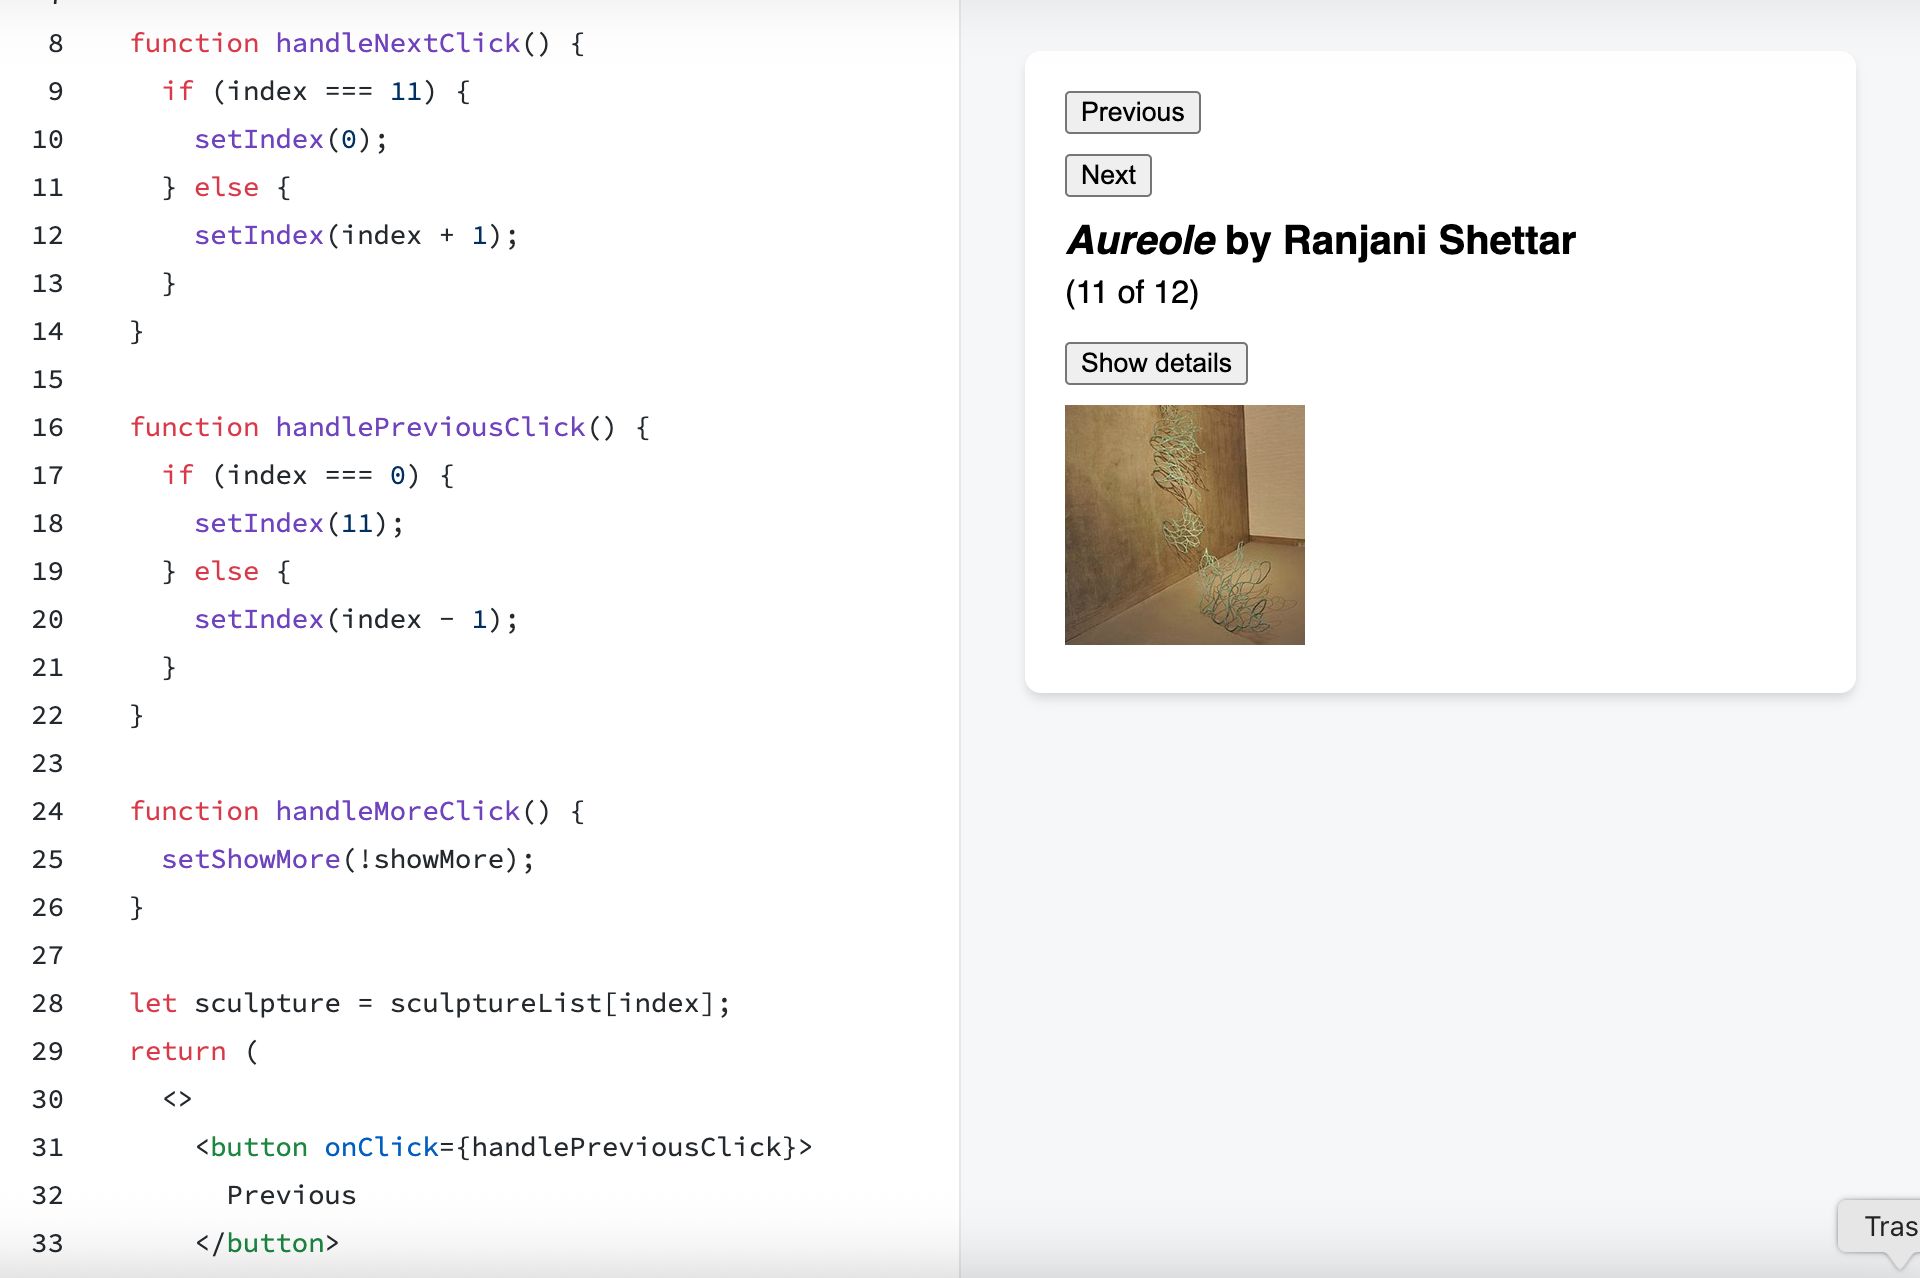 8 function handleNextClick() {
9 if (index === 11) {
10 setIndex(0);
11 } else {
12 setIndex(index + 1);
13 }
14 }
15
16 function handlePreviousClick() {
17 if (index === 0) {
18 setIndex(11);
19 } else {
20 setIndex(index - 1);
21 }
22 }
23
24 function handleMoreClick() {
25 setShowMore(!showMore);
26 }
27
28 let sculpture = sculptureList[index];
29 return (
30 <>
31 <button onClick={handlePreviousClick}>
32 Previous
33 </button>
Previous
Next
Aureole by Ranjani Shettar
(11 of 12)
Show details
Tras